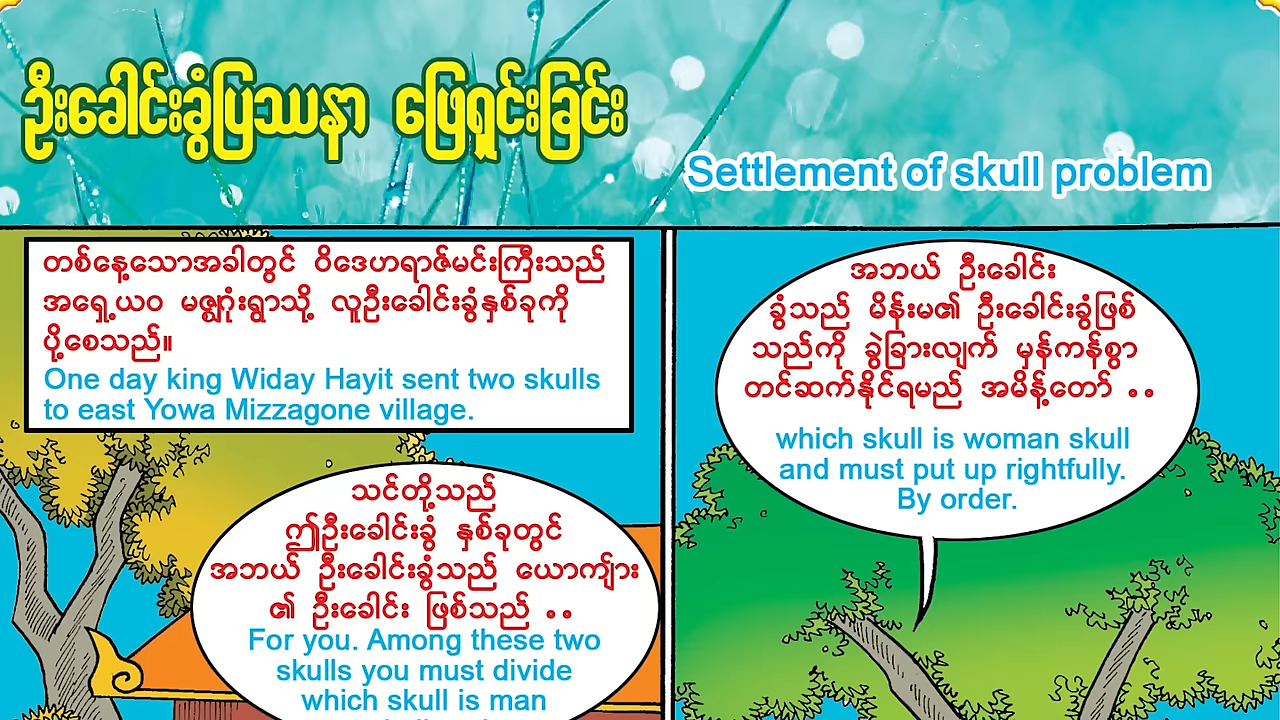 ဦးခေါင်းခွံပြဿနာ ဖြေရှင်းခြင်း
Settlement of skull problem
တစ်နေ့သောအခါတွင် ဝိဒေဟရာဇ်မင်းကြီးသည်
အရှေ့ယဝ မဇ္ဈဂုံးရွာသို့ လူဦးခေါင်းခွံနှစ်ခုကို
ပို့စေသည်။
One day king Widay Hayit sent two skulls
to east Yowa Mizzagone village.
သင်တို့သည်
ဤဦးခေါင်းခွံ နှစ်ခုတွင်
အဘယ် ဦးခေါင်းခွံသည် ယောကျ်ား
၏ ဦးခေါင်း ဖြစ်သည် ..
For you. Among these two
skulls you must divide
which skull is man
အဘယ် ဦးခေါင်း
ခွံသည် မိန်းမ၏ ဦးခေါင်းခွံဖြစ်
သည်ကို ခွဲခြားလျက် မှန်ကန်စွာ
တင်ဆက်နိုင်ရမည် အမိန့်တော် ..
which skull is woman skull
and must put up rightfully.
By order.